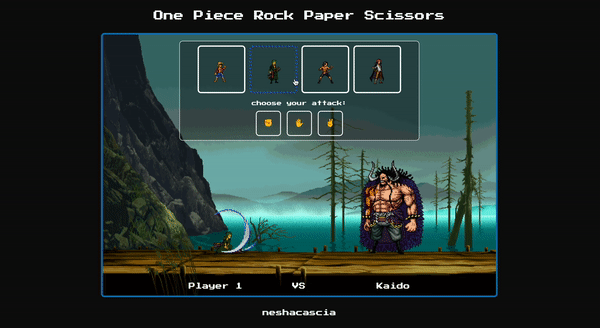 One Piece Rock Paper Scissors
choose your attack!
Player 1 VS Kaido
neshacascia